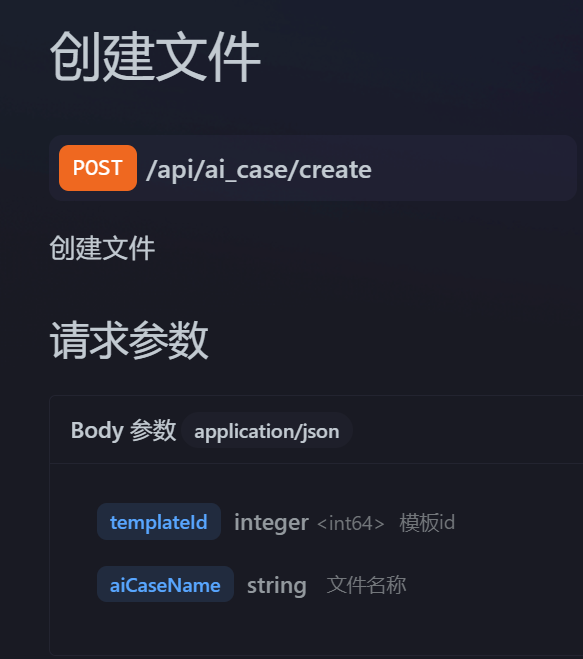 创建文件
POST /api/ai_case/create
创建文件
请求参数
Body 参数 application/json
templateId integer <int64> 模板id
aiCaseName string 文件名称